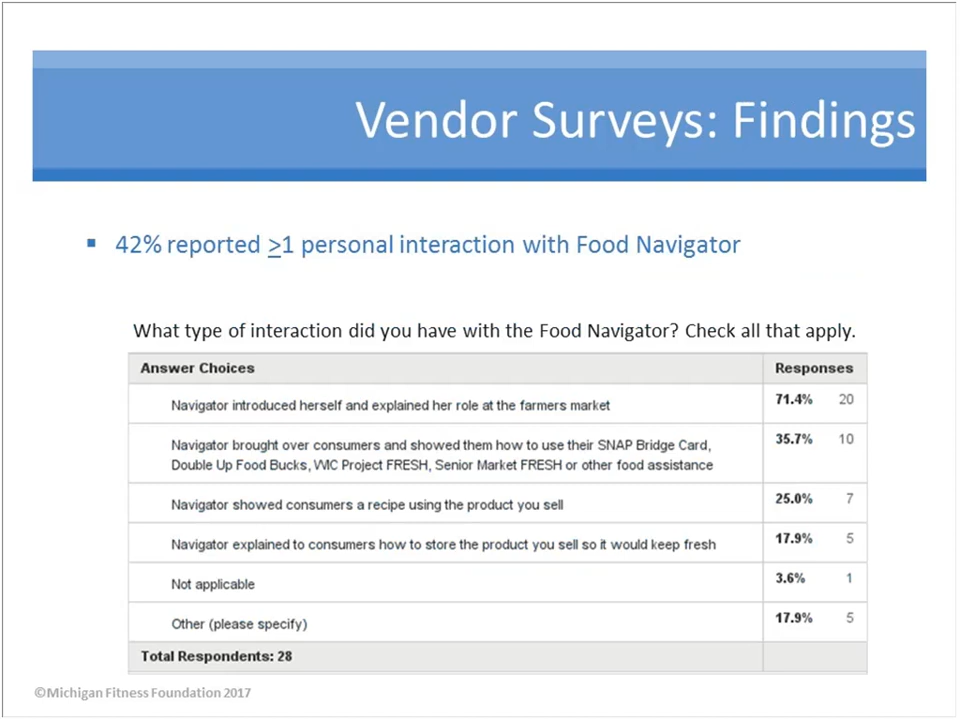 Vendor Surveys: Findings
▪ 42% reported ≥1 personal interaction with Food Navigator
What type of interaction did you have with the Food Navigator? Check all that apply.
Answer Choices Responses
Navigator introduced herself and explained her role at the farmers market 71.4% 20
Navigator brought over consumers and showed them how to use their SNAP Bridge Card, 35.7% 10
Double Up Food Bucks, WIC Project FRESH, Senior Market FRESH or other food assistance
Navigator showed consumers a recipe using the product you sell 25.0% 7
Navigator explained to consumers how to store the product you sell so it would keep fresh 17.9% 5
Not applicable 3.6% 1
Other (please specify) 17.9% 5
Total Respondents: 28
©Michigan Fitness Foundation 2017